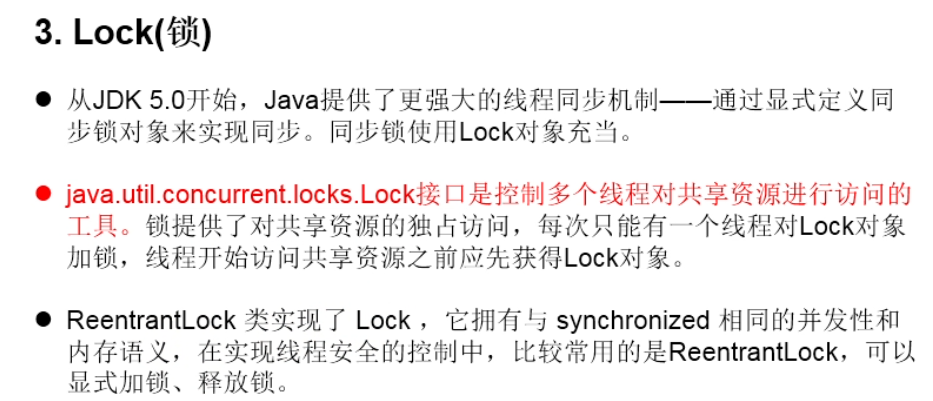 3. Lock(锁)
● 从JDK 5.0开始，Java提供了更强大的线程同步机制——通过显式定义同
步锁对象来实现同步。同步锁使用Lock对象充当。
● java.util.concurrent.locks.Lock接口是控制多个线程对共享资源进行访问的
工具。锁提供了对共享资源的独占访问，每次只能有一个线程对Lock对象
加锁，线程开始访问共享资源之前应先获得Lock对象。
● ReentrantLock 类实现了 Lock ，它拥有与 synchronized 相同的并发性和
内存语义，在实现线程安全的控制中，比较常用的是ReentrantLock，可以
显式加锁、释放锁。